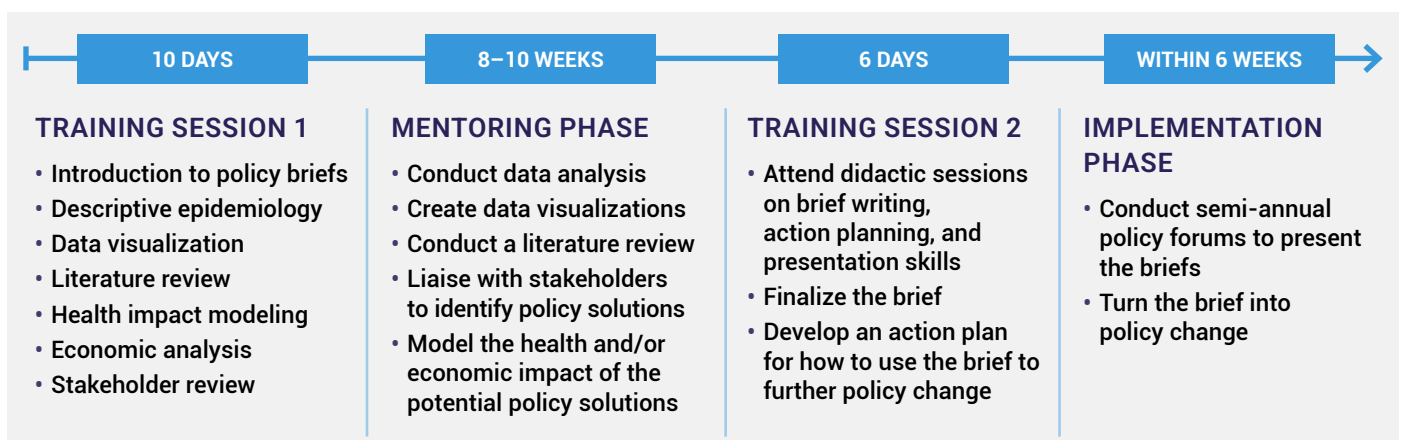 10 DAYS
8–10 WEEKS
6 DAYS
WITHIN 6 WEEKS
TRAINING SESSION 1
• Introduction to policy briefs
• Descriptive epidemiology
• Data visualization
• Literature review
• Health impact modeling
• Economic analysis
• Stakeholder review
MENTORING PHASE
• Conduct data analysis
• Create data visualizations
• Conduct a literature review
• Liaise with stakeholders
to identify policy solutions
• Model the health and/or
economic impact of the
potential policy solutions
TRAINING SESSION 2
• Attend didactic sessions
on brief writing,
action planning, and
presentation skills
• Finalize the brief
• Develop an action plan
for how to use the brief to
further policy change
IMPLEMENTATION
PHASE
• Conduct semi-annual
policy forums to present
the briefs
• Turn the brief into
policy change